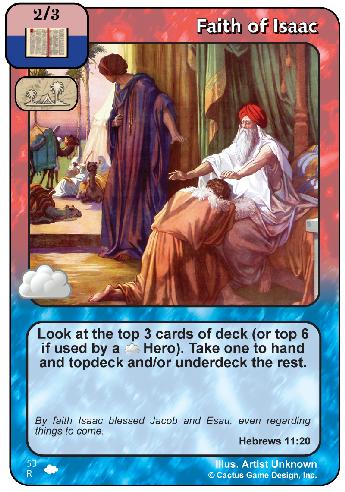 2/3
Faith of Isaac
Look at the top 3 cards of deck (or top 6
if used by a Hero). Take one to hand
and topdeck and/or underdeck the rest.
By faith Isaac blessed Jacob and Esau, even regarding
things to come.
Hebrews 11:20
R
Illus. Artist Unknown
© Cactus Game Design, Inc.